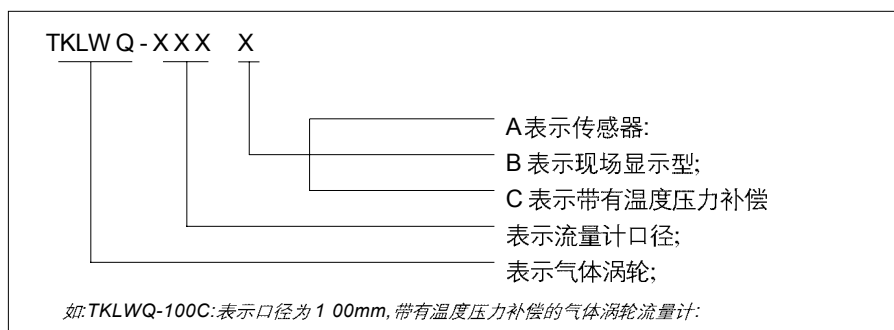 TKLWQ-XXX X
A表示传感器:
B 表示现场显示型;
C 表示带有温度压力补偿
表示流量计口径;
表示气体涡轮;
如:TKLWQ-100C:表示口径为1 00mm,带有温度压力补偿的气体涡轮流量计: